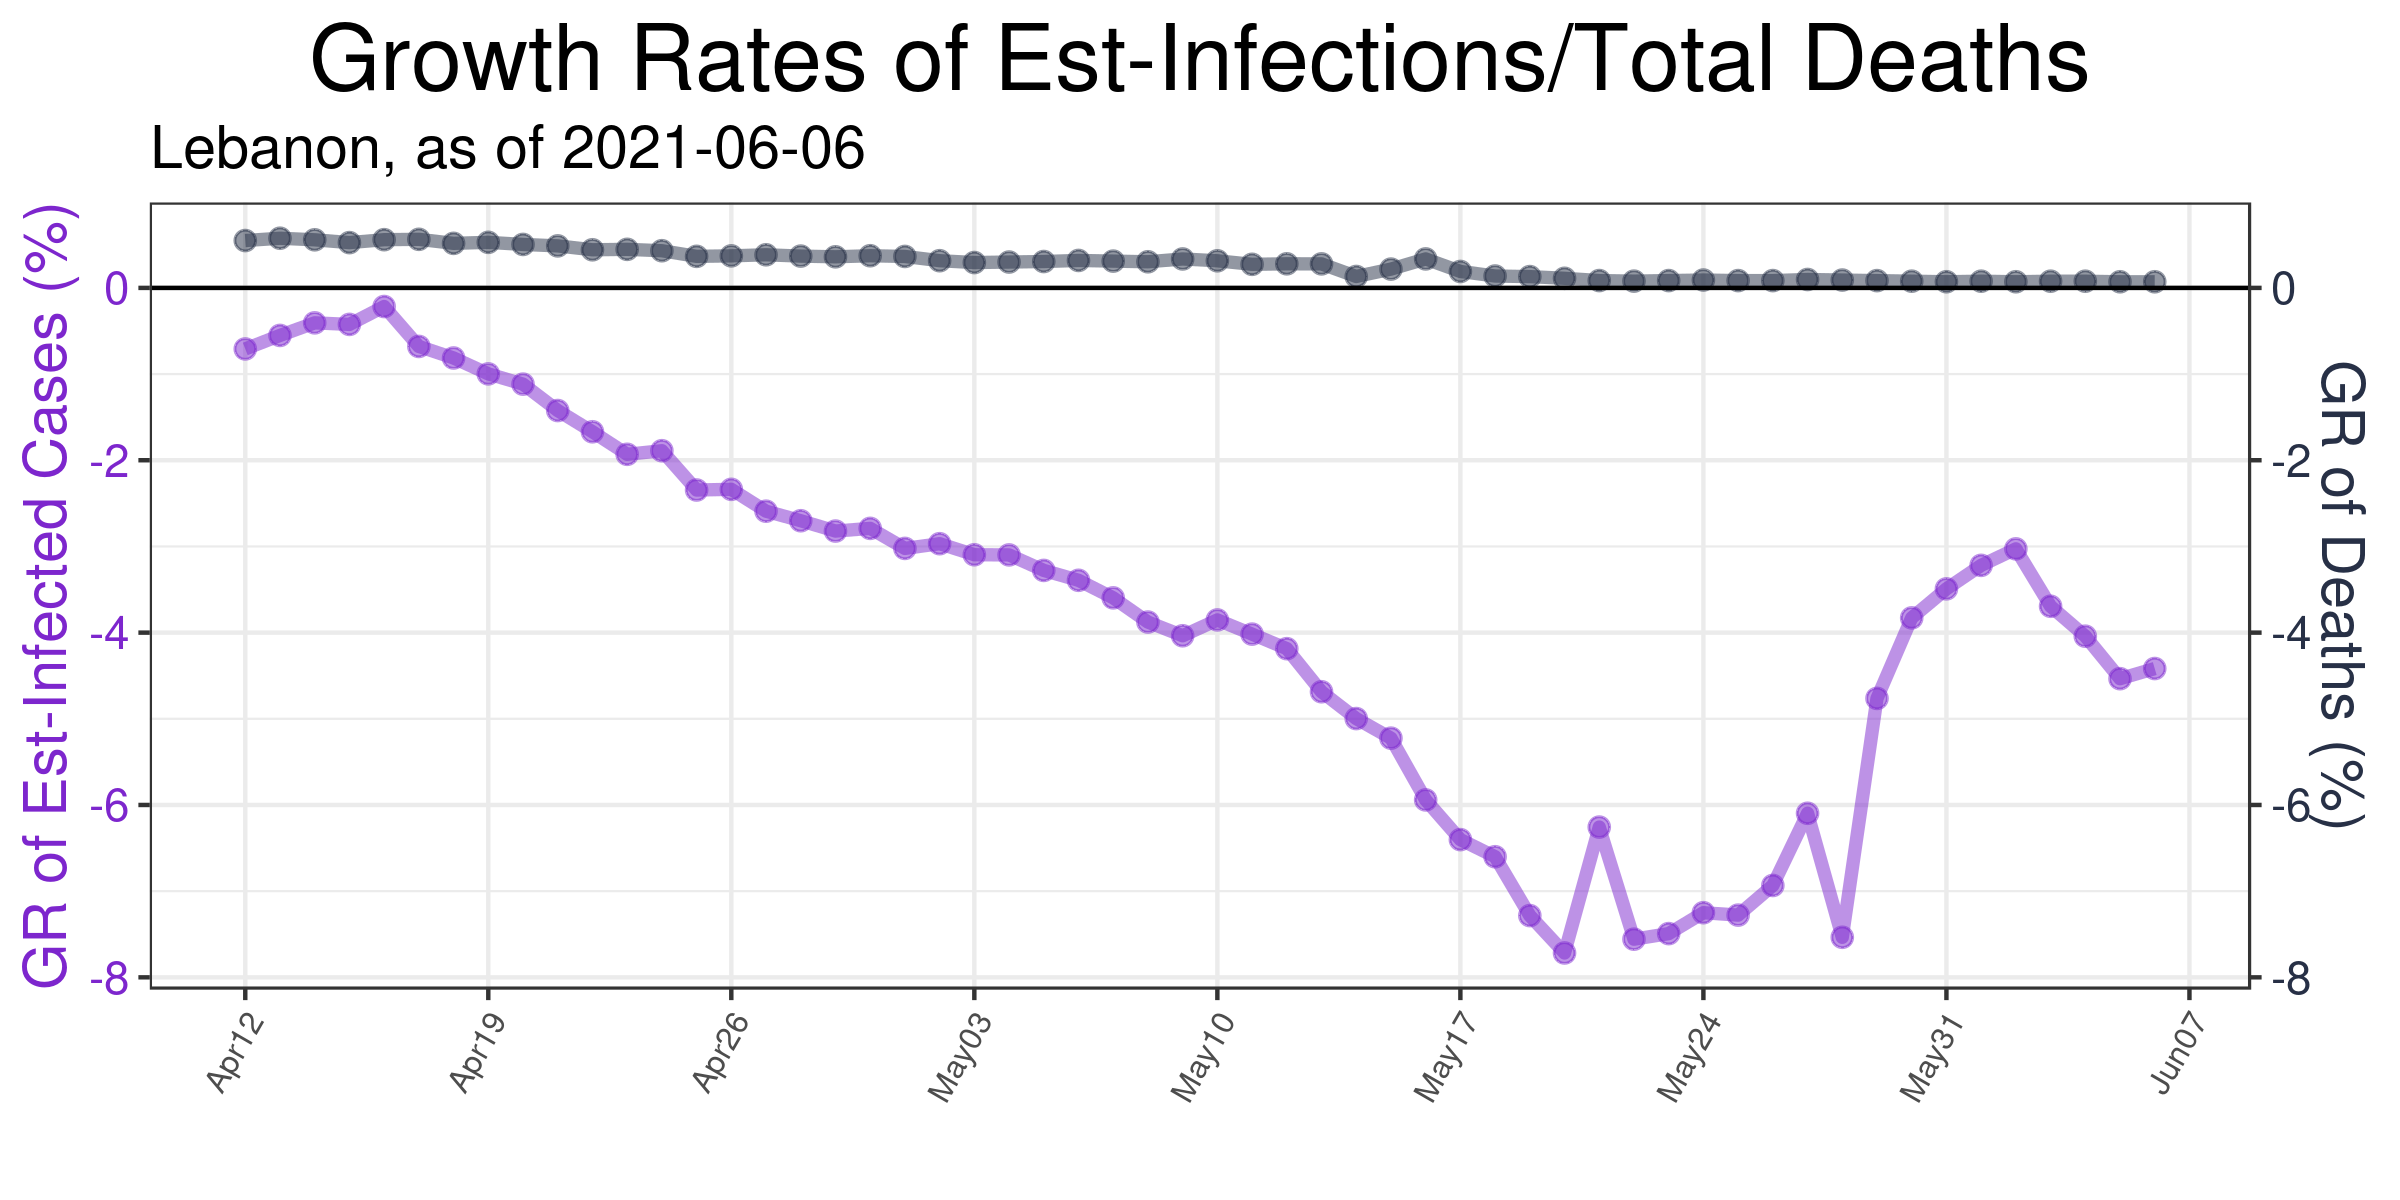 Growth Rates of Est-Infections/Total Deaths
Lebanon, as of 2021-06-06
GR of Est-Infected Cases (%)
0
-2
-4
-6
-8
0
-2
-4
-6
-8
GR of Deaths (%)
Apr12
Apr19
Apr26
May03
May10
May17
May24
May31
Jun07